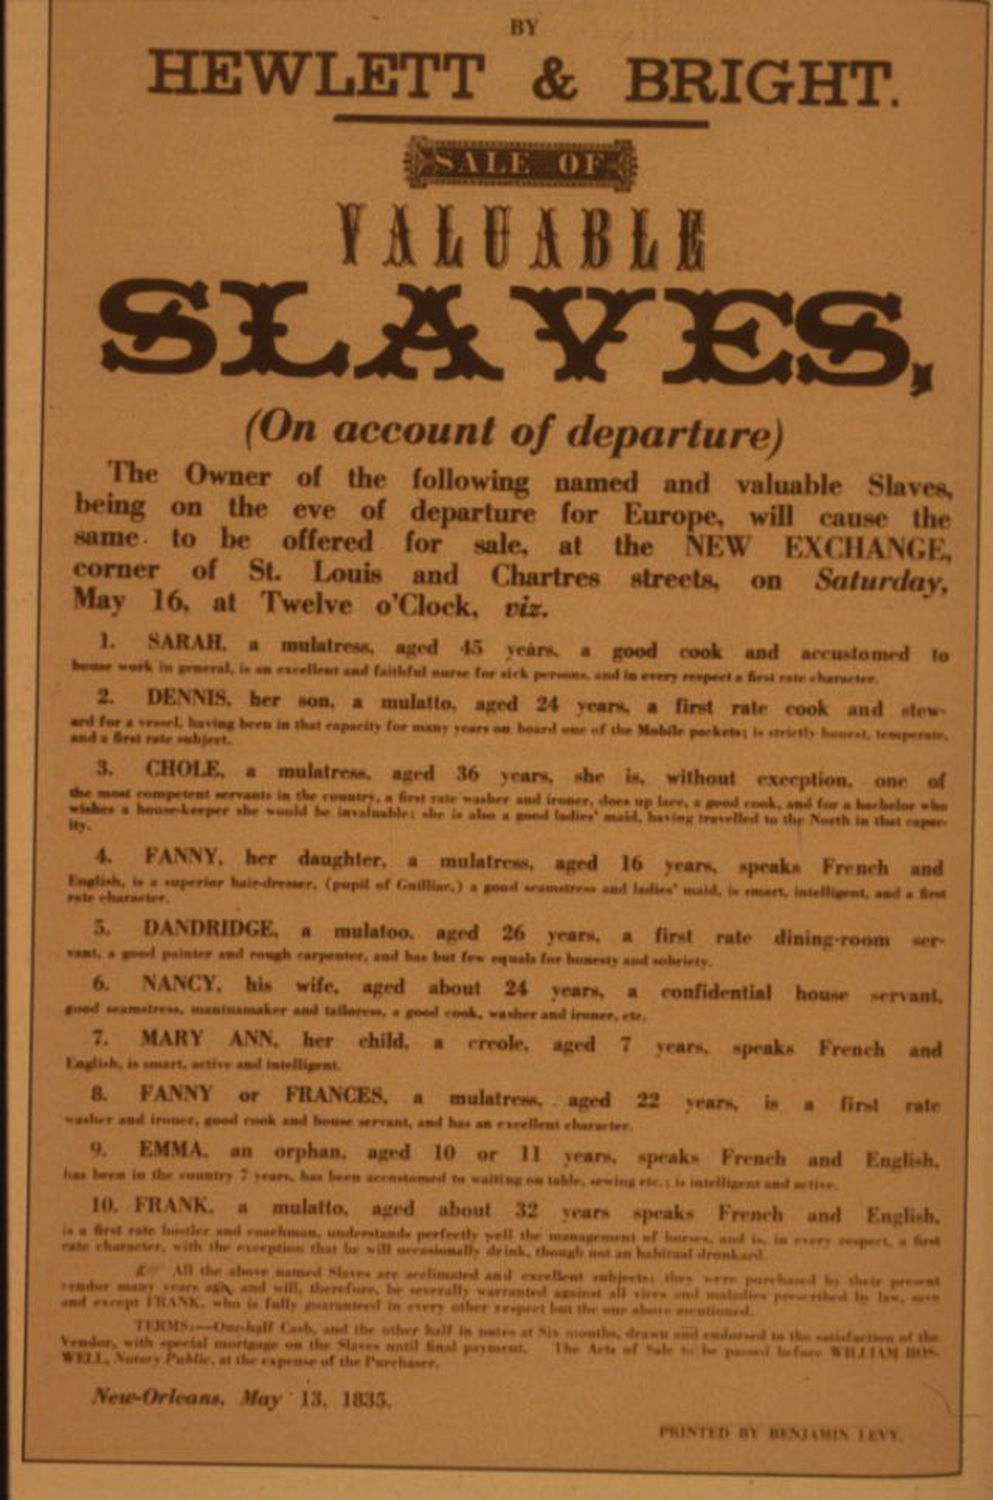 BY
HEWLETT & BRIGHT.
SALE OF
VALUABLE
SLAVES,
(On account of departure)
The Owner of the following named and valuable Slaves,
being on the eve of departure for Europe, will cause the
same to be offered for sale, at the NEW EXCHANGE,
corner of St. Louis and Chartres streets, on Saturday,
May 16, at Twelve o'Clock, viz.
1. SARAH, a mulatress, aged 45 years, a good cook and accustomed to
house work in general, is an excellent and faithful nurse for sick persons, and in every respect a first rate character.
2. DENNIS, her son, a mulatto, aged 24 years, a first rate cook and stew-
ard for a vessel, having been in that capacity for many years on board one of the Mobile packets; is strictly honest, temperate,
and a first rate subject.
3. CHOLE, a mulatress, aged 36 years, she is, without execption, one of
the most competent servants in the country, a first rate washer and ironer, does up lace, a good cook, and for a bachelor who
wishes a house-keeper she would be invaluable; she is also a good ladies' maid, having travelled to the North in that capac-
ity.
4. FANNY, her daughter, a mulatress, aged 16 years, speaks French and
English, is a superior hair-dresser, (pupil of Guilliac,) a good seamstress and ladies' maid, is smart, intelligent, and a first
rate character.
5. DANDRIDGE, a mulatoo, aged 26 years, a first rate dining-room ser-
vant, a good painter and rough carpenter, and has but few equals for honesty and sobriety.
6. NANCY, his wife, aged about 24 years, a confidential house servant,
good seamstress, mantuamaker and tailoress, a good cook, washer and ironer, etc.
7. MARY ANN, her child, a creole, aged 7 years, speaks French and
English, is smart, active and intelligent.
8. FANNY or FRANCES, a mulatress, aged 22 years, is a first rate
washer and ironer, good cook and house servant, and has an excellent character.
9. EMMA, an orphan, aged 10 or 11 years, speaks French and English,
has been in the country 7 years, has been accustomed to waiting on table, sewing etc.; is intelligent and active.
10. FRANK, a mulatto, aged about 32 years speaks French and English,
is a first rate hostler and coachman, understands perfectly well the management of horses, and is, in every respect, a first
rate character, with the exception that he will occasionally drink, though not an habitual drunkard.
All the above named Slaves are acclimated and excellent subjects; they were purchased by their present
vendor many years ago, and will, therefore, be severally warranted against all vices and maladies prescribed by law, save
and except FRANK, who is fully guaranteed in every other respect but the one above mentioned.
TERMS:—One-half Cash, and the other half in notes at Six months, drawn and endorsed to the satisfaction of the
Vendor, with special mortgage on the Slaves until final payment. The Acts of Sale to be passed before WILLIAM BOS-
WELL, Notary Public, at the expense of the Purchaser.
New-Orleans, May 13, 1835.
PRINTED BY BENJAMIN LEVY.